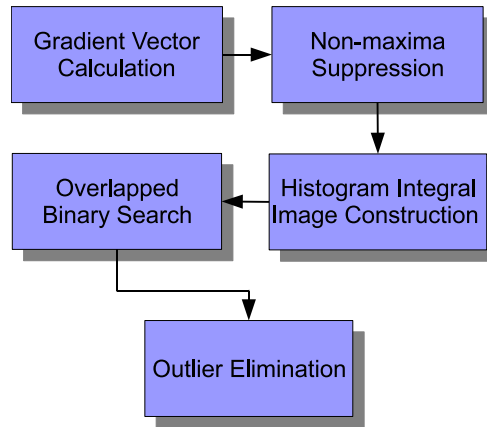 Gradient Vector
Calculation
Non-maxima
Suppression
Histogram Integral
Image Construction
Overlapped
Binary Search
Outlier Elimination